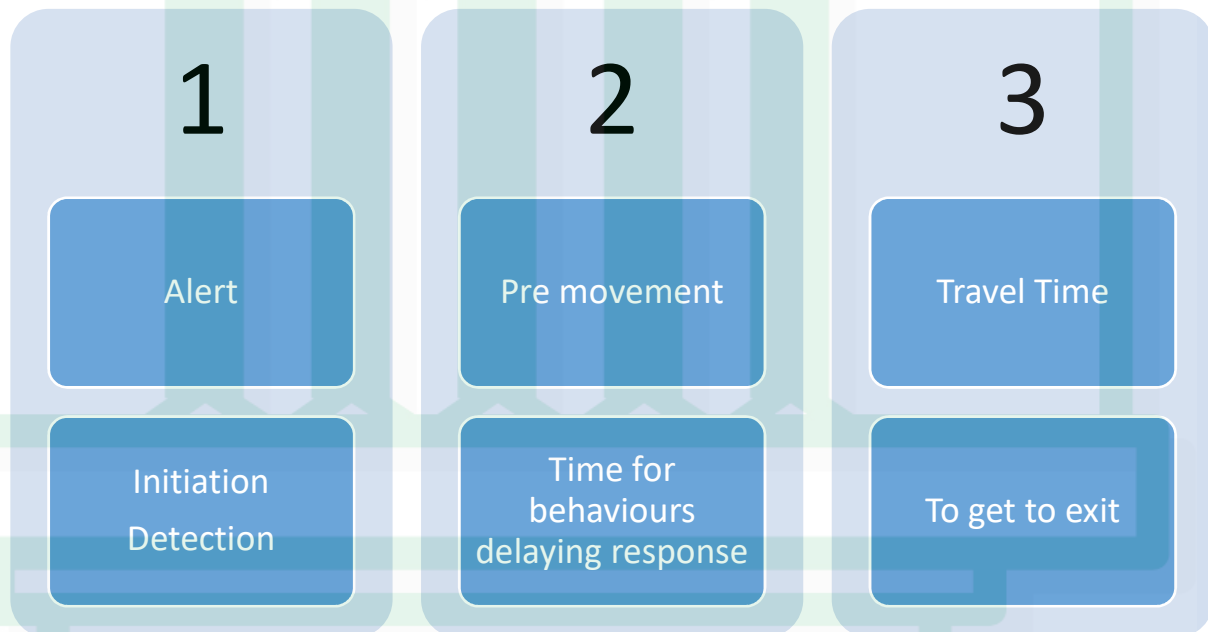 1
Alert
Initiation
Detection
2
Pre movement
Time for
behaviours
delaying response
3
Travel Time
To get to exit